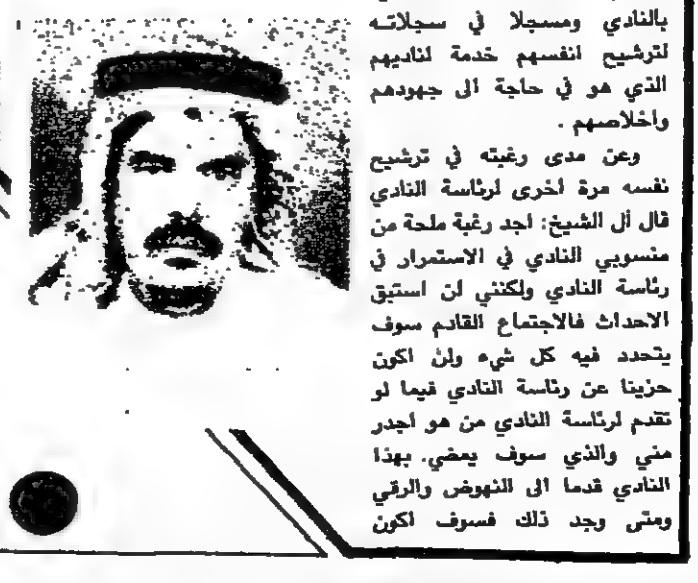 بالنادي ومسجلا في سجلاتــه
لترشيح انفسهم خدمة لناديهم
الذي هو في حاجة الى جهودهم
واخلاصهم .
وعن مدى رغبته في ترشيح
نفسه مرة اخرى لرئاسة النادي
قال آل الشيخ: اجد رغبة ملحة من
منسوبي النادي في الاستمرار في
رئاسة النادي ولكنني لن استبق
الاحداث فالاجتماع القادم سوف
يتحدد فيه كل شيء ولن اكون
حزينا عن رئاسة النادي فيما لو
تقدم لرئاسة النادي من هو اجدر
مني والذي سوف يمضي. بهذا
النادي قدما الى النهوض والرقي
ومتى وجد ذلك فسوف اكون